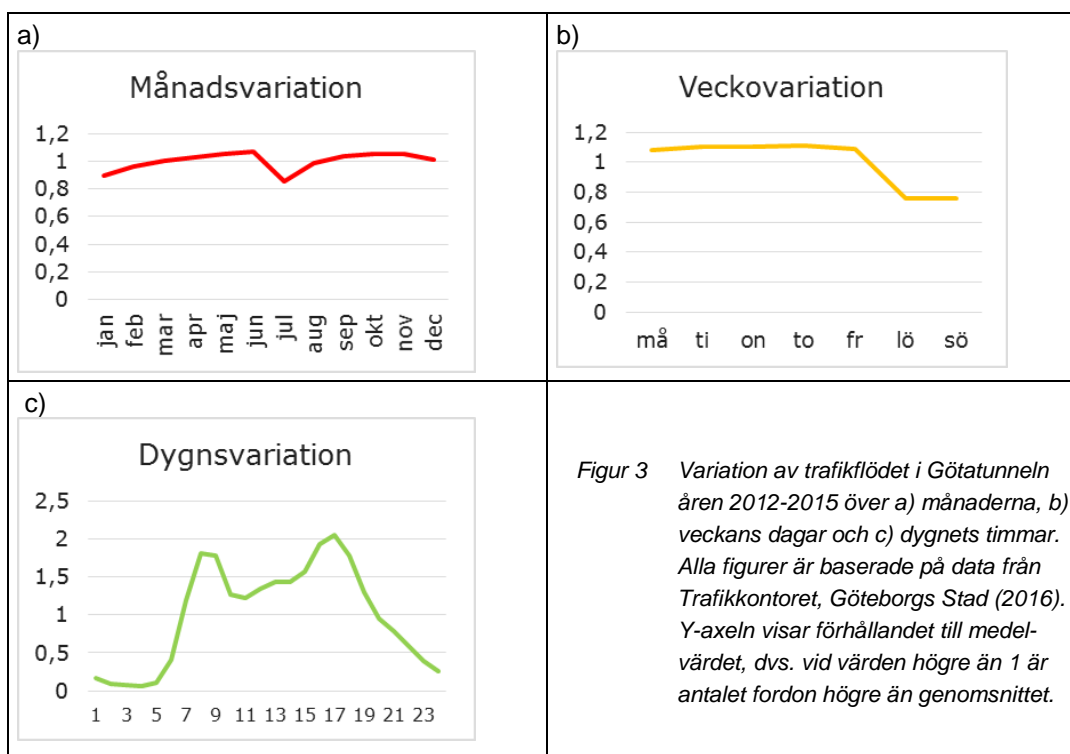 a)
Månadsvariation
1,2
1
0,8
0,6
0,4
0,2
0
jan feb mar apr maj jun jul aug sep okt nov dec
b)
Veckovariation
1,2
1
0,8
0,6
0,4
0,2
0
må ti on to fr lö sö
c)
Dygnsvariation
2,5
2
1,5
1
0,5
0
1 3 5 7 9 11 13 15 17 19 21 23
Figur 3 Variation av trafikflödet i Götatunneln
åren 2012-2015 över a) månaderna, b)
veckans dagar och c) dygnets timmar.
Alla figurer är baserade på data från
Trafikkontoret, Göteborgs Stad (2016).
Y-axeln visar förhållandet till medel-
värdet, dvs. vid värden högre än 1 är
antalet fordon högre än genomsnittet.